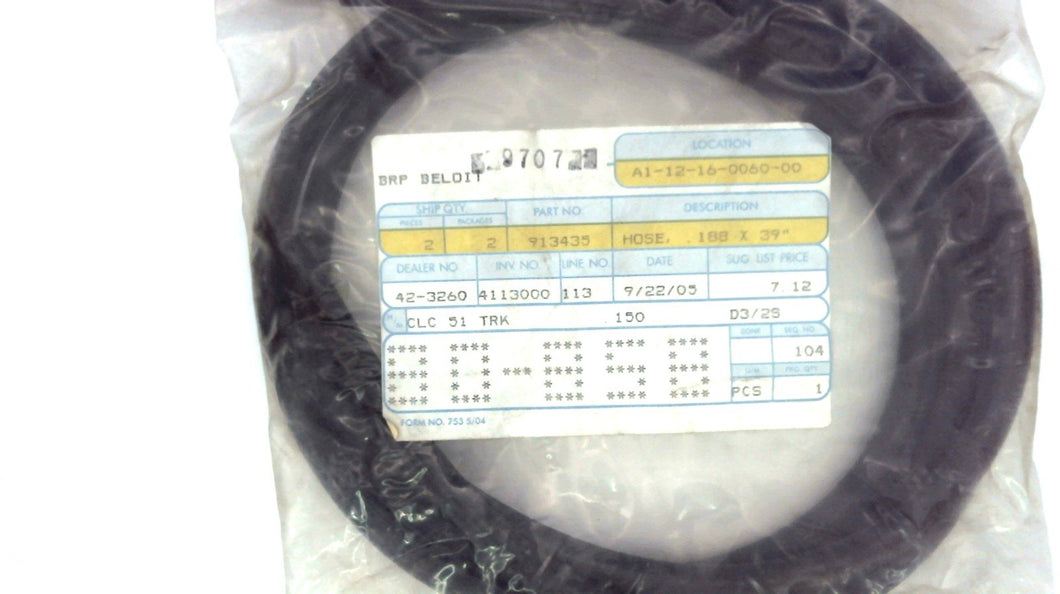 9707
LOCATION
A1-12-16-0060-00
BRP BELOIT
SHIP QTY. PART NO. DESCRIPTION
PIECES PACKAGES
2 2 913435 HOSE, .188 X 39"
DEALER NO. INV. NO. LINE NO. DATE SUG. LIST PRICE
42-3260 4113000 113 9/22/05 7.12
CLC 51 TRK .150 D3/2S
ZONE SEQ. NO.
104
U/M PKG. QTY.
PCS 1
FORM NO. 753 5/04